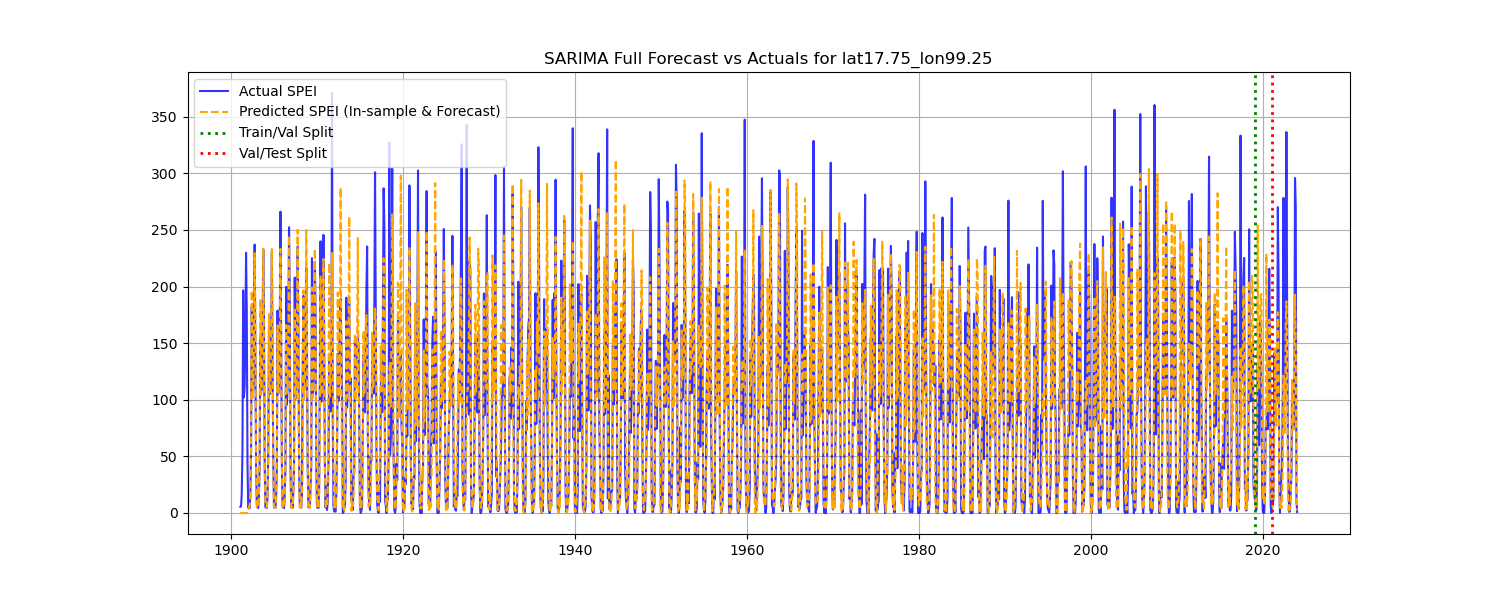 SARIMA Full Forecast vs Actuals for lat17.75_lon99.25
Actual SPEI
Predicted SPEI (In-sample & Forecast)
Train/Val Split
Val/Test Split
350
300
250
200
150
100
50
0
1900 1920 1940 1960 1980 2000 2020